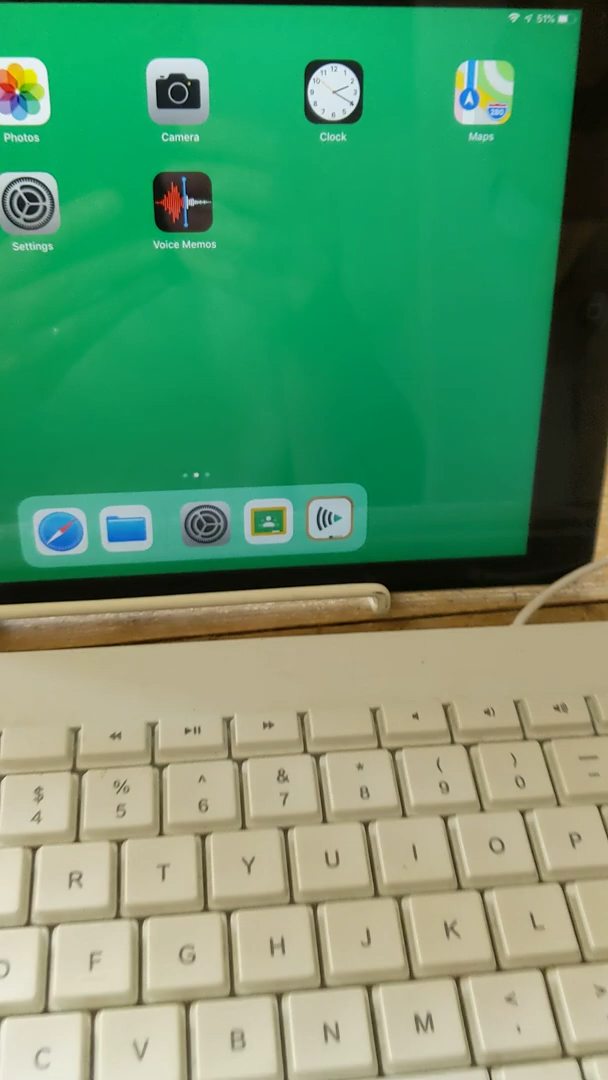 51%
Photos Camera Clock Maps
Settings Voice Memos
$ % ^ & * ( )
4 5 6 7 8 9 0
R T Y U I O P
F G H J K L
C V B N M < ,